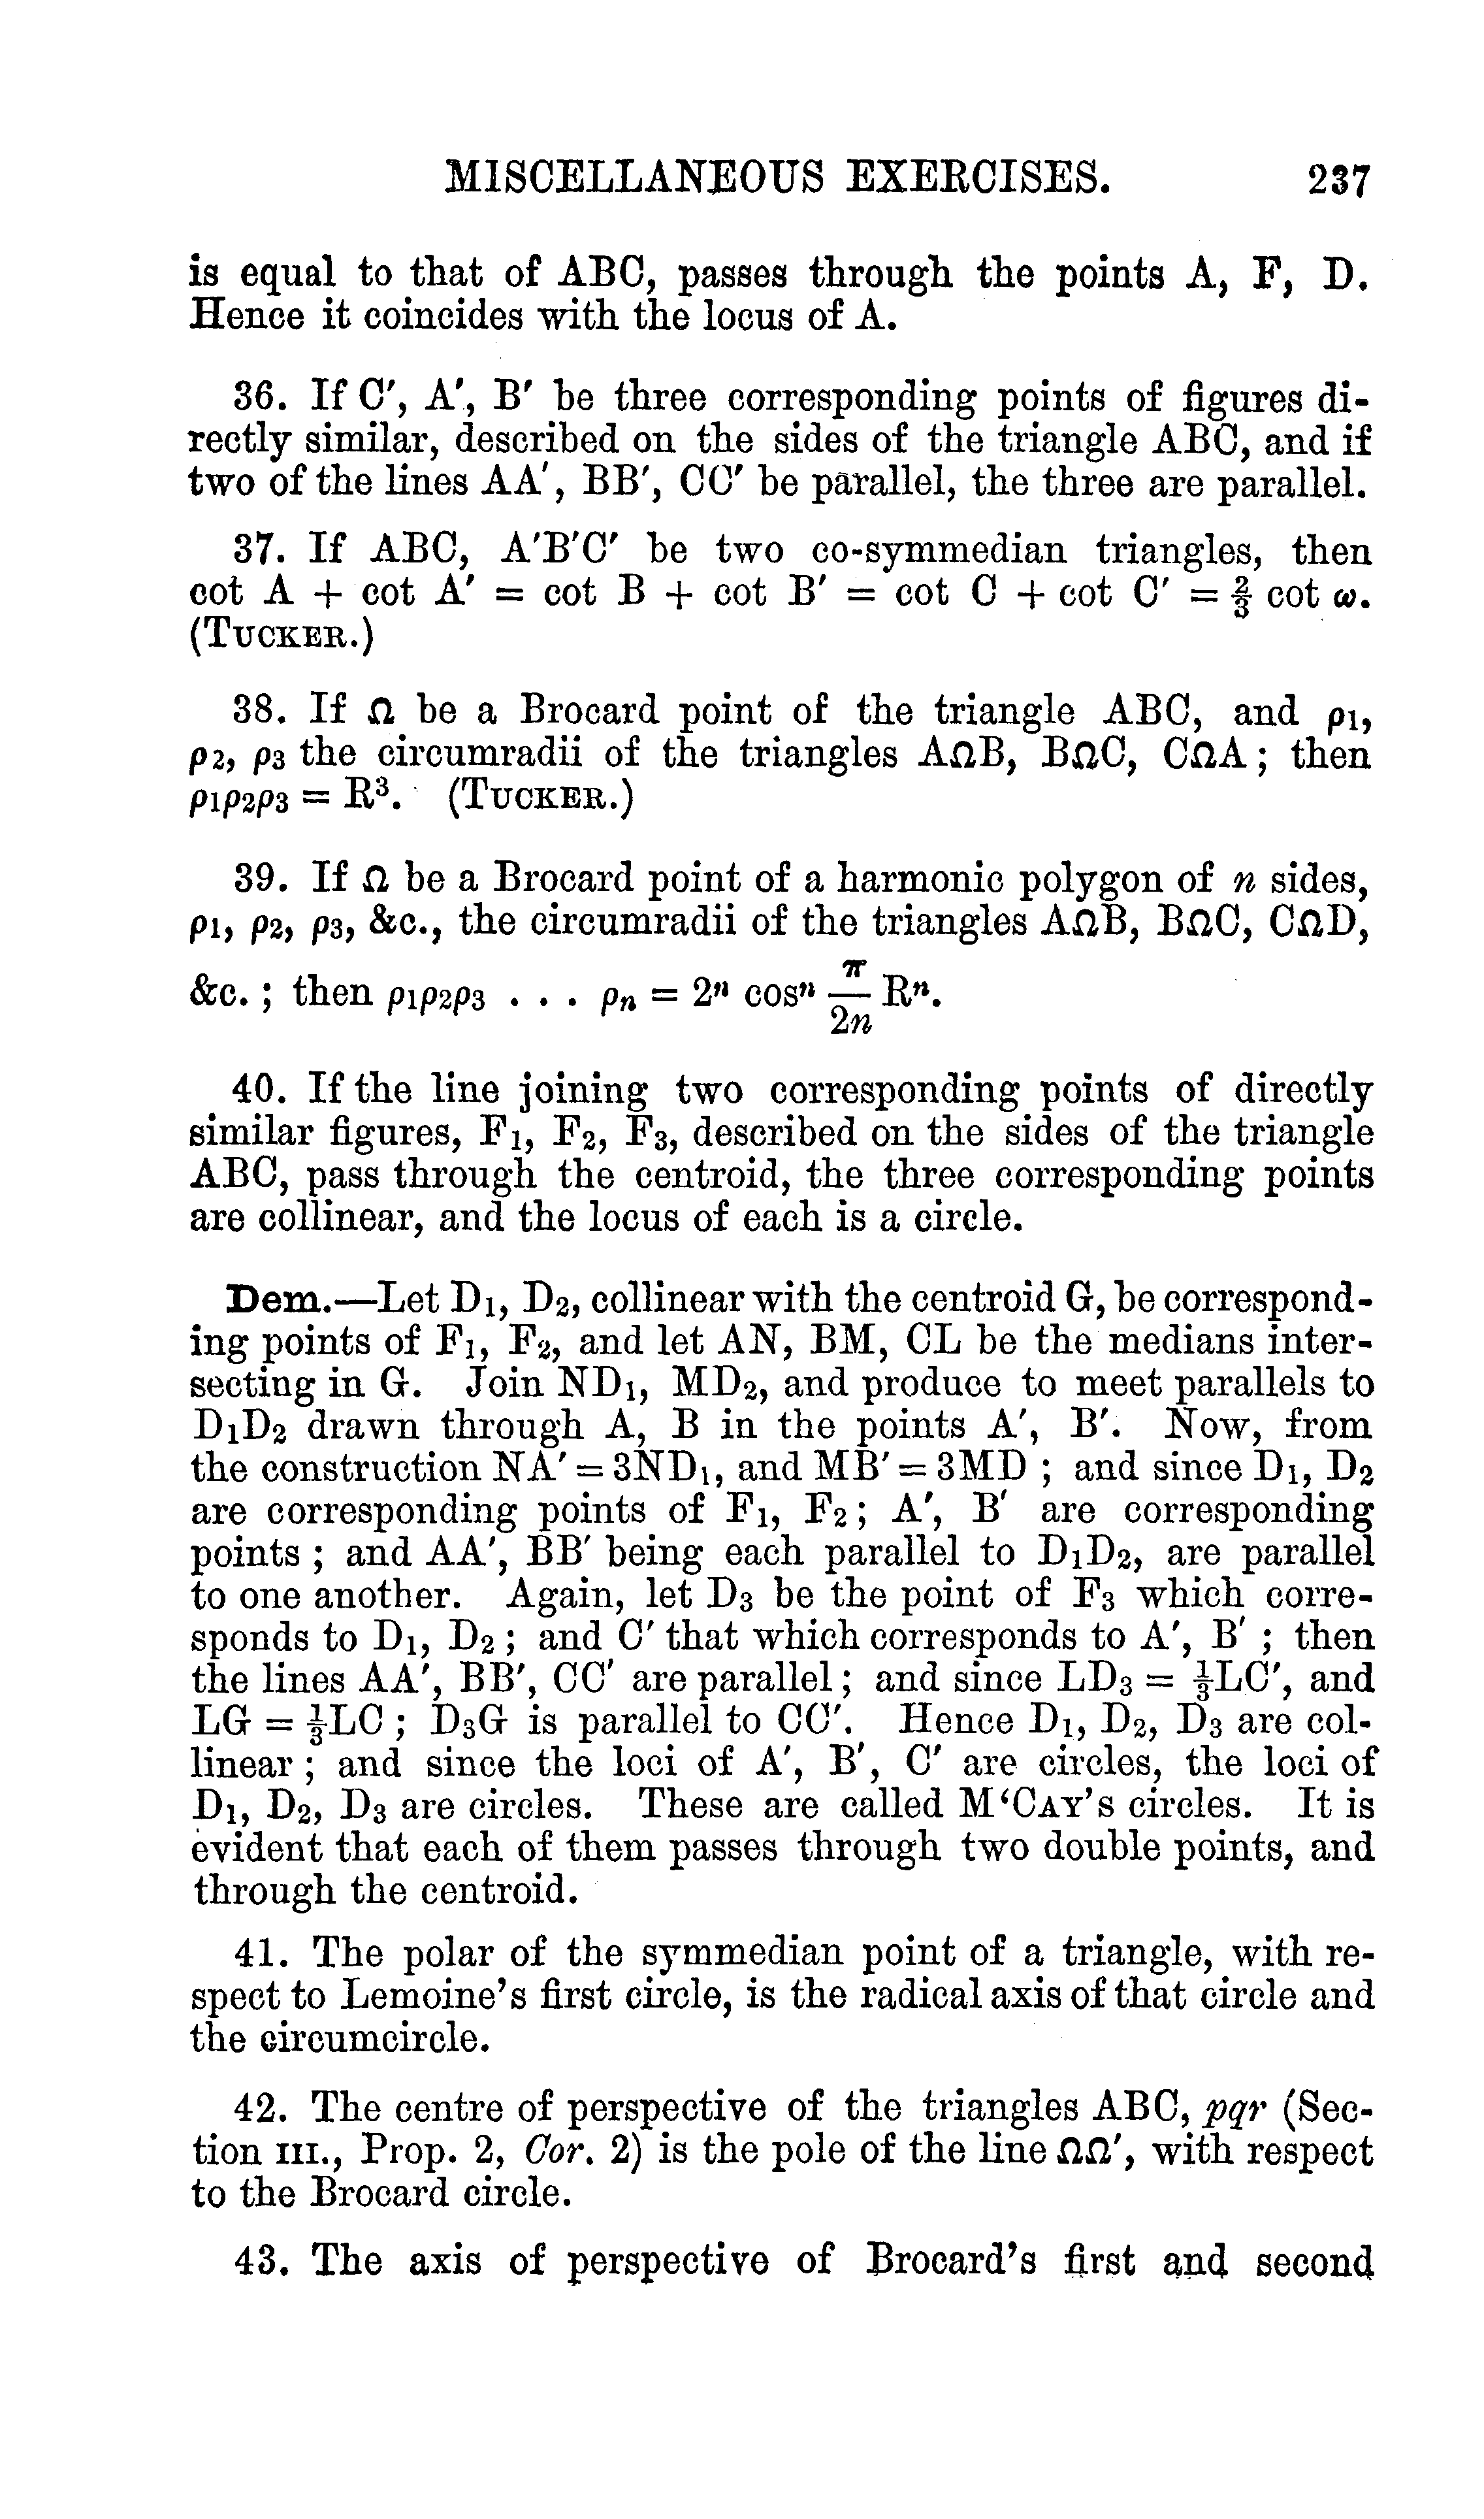 MISCELLANEOUS EXERCISES. 237
is equal to that of ABC, passes through the points A, F, D.
Hence it coincides with the locus of A.
36. If C′, A′, B′ be three corresponding points of figures di-
rectly similar, described on the sides of the triangle ABC, and if
two of the lines AA′, BB′, CC′ be parallel, the three are parallel.
37. If ABC, A′B′C′ be two co-symmedian triangles, then
cot A + cot A′ = cot B + cot B′ = cot C + cot C′ = ⅔ cot ω.
(TUCKER.)
38. If Ω be a Brocard point of the triangle ABC, and ρ₁,
ρ₂, ρ₃ the circumradii of the triangles AΩB, BΩC, CΩA ; then
ρ₁ρ₂ρ₃ = R³. (TUCKER.)
39. If Ω be a Brocard point of a harmonic polygon of n sides,
ρ₁, ρ₂, ρ₃, &c., the circumradii of the triangles AΩB, BΩC, CΩD,
&c. ; then ρ₁ρ₂ρ₃ . . . ρₙ = 2ⁿ cosⁿ π/2n Rⁿ.
40. If the line joining two corresponding points of directly
similar figures, F₁, F₂, F₃, described on the sides of the triangle
ABC, pass through the centroid, the three corresponding points
are collinear, and the locus of each is a circle.
Dem.—Let D₁, D₂, collinear with the centroid G, be correspond-
ing points of F₁, F₂, and let AN, BM, CL be the medians inter-
secting in G. Join ND₁, MD₂, and produce to meet parallels to
D₁D₂ drawn through A, B in the points A′, B′. Now, from
the construction NA′ = 3ND₁, and MB′ = 3MD ; and since D₁, D₂
are corresponding points of F₁, F₂ ; A′, B′ are corresponding
points ; and AA′, BB′ being each parallel to D₁D₂, are parallel
to one another. Again, let D₃ be the point of F₃ which corre-
sponds to D₁, D₂ ; and C′ that which corresponds to A′, B′ ; then
the lines AA′, BB′, CC′ are parallel ; and since LD₃ = ⅓LC′, and
LG = ⅓LC ; D₃G is parallel to CC′. Hence D₁, D₂, D₃ are col-
linear ; and since the loci of A′, B′, C′ are circles, the loci of
D₁, D₂, D₃ are circles. These are called M‘CAY’S circles. It is
evident that each of them passes through two double points, and
through the centroid.
41. The polar of the symmedian point of a triangle, with re-
spect to Lemoine’s first circle, is the radical axis of that circle and
the circumcircle.
42. The centre of perspective of the triangles ABC, pqr (Sec-
tion III., Prop. 2, Cor. 2) is the pole of the line ΩΩ′, with respect
to the Brocard circle.
43. The axis of perspective of Brocard’s first and second